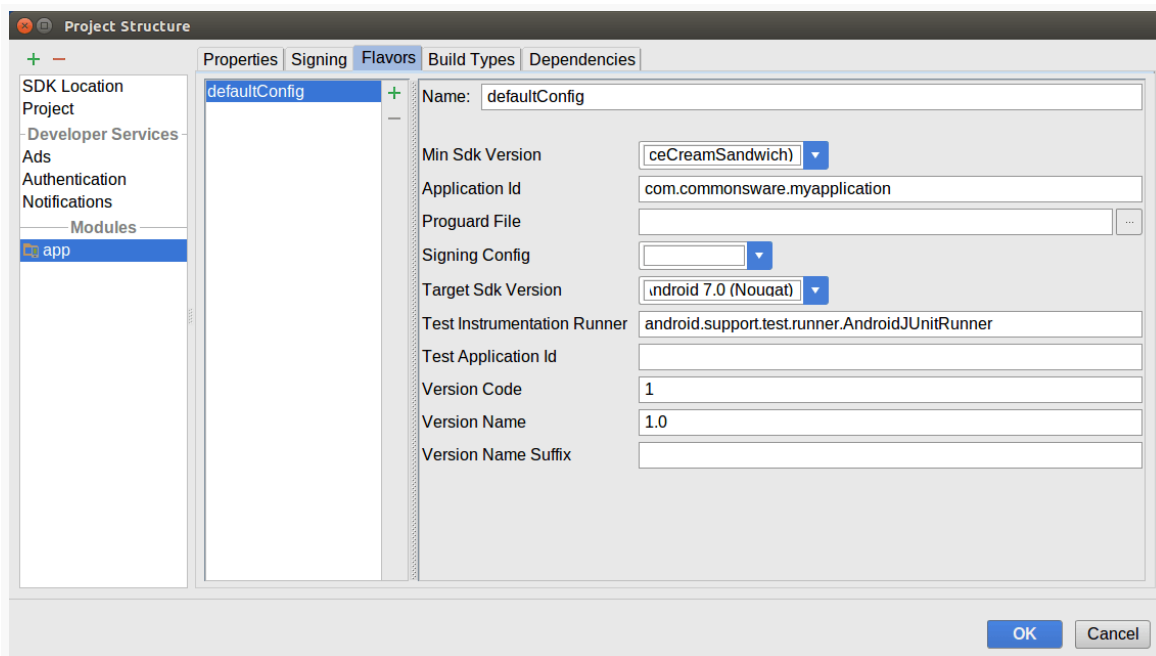 Project Structure
Properties Signing Flavors Build Types Dependencies
SDK Location
Project
Developer Services
Ads
Authentication
Notifications
Modules
app
defaultConfig
Name: defaultConfig
Min Sdk Version ceCreamSandwich)
Application Id com.commonsware.myapplication
Proguard File ...
Signing Config
Target Sdk Version Android 7.0 (Nougat)
Test Instrumentation Runner android.support.test.runner.AndroidJUnitRunner
Test Application Id
Version Code 1
Version Name 1.0
Version Name Suffix
OK Cancel